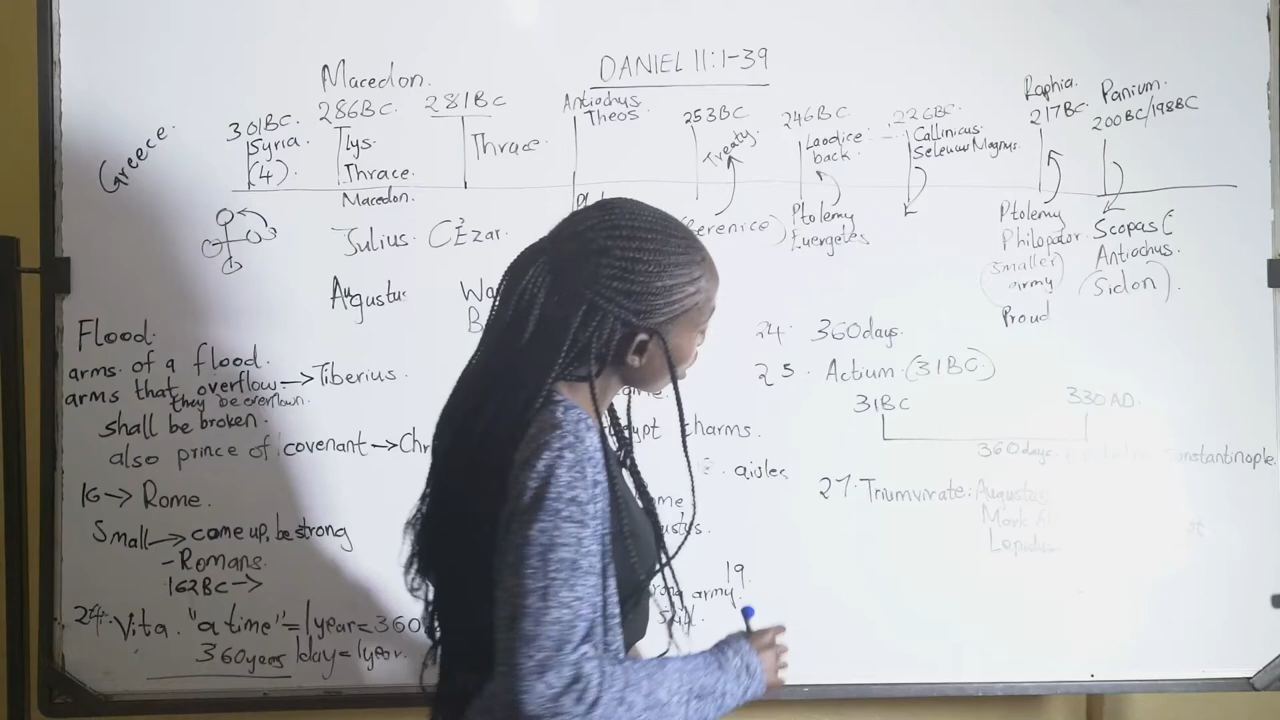 DANIEL 11:1-39
Greece.
301BC.
Syria
(4).
Macedon.
286BC.
Lys.
Thrace.
Macedon.
281BC
Thrace.
Antiochus
Theos
253BC
Treaty.
246BC
Laodice
back.
226BC.
Callinicus.
Seleucus Magnus.
Raphia.
217BC.
Panium.
200BC/198BC
Julius. CĒzar.
Augustus
Ptolemy
Euergetes
Ptolemy
Philopator.
(smaller
army)
Proud
Scopas
Antiochus.
(Sidon).
Flood.
arms of a flood.
arms that overflow → Tiberius.
they be overflown.
shall be broken.
also prince of covenant →
16 → Rome.
Small → come up, be strong
- Romans.
162BC →
24. Vita. "a time" = 1year = 360
360years 1day = 1year.
charms.
aisles
19
army.
24. 360days.
25. Actium (31BC).
31BC
330AD.
360days
Constantinople.
27. Triumvirate: Augustus
Mark